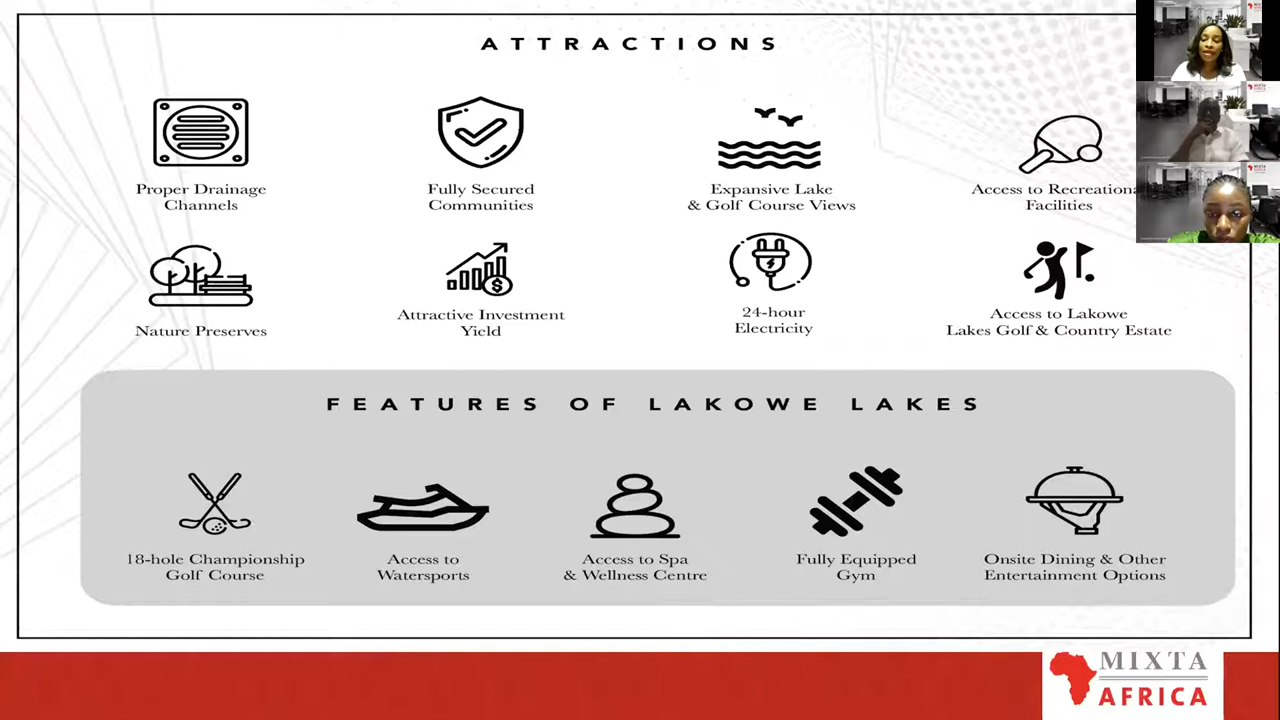 ATTRACTIONS
Proper Drainage
Channels
Fully Secured
Communities
Expansive Lake
& Golf Course Views
Access to Recreationa
Facilities
Nature Preserves
Attractive Investment
Yield
24-hour
Electricity
Access to Lakowe
Lakes Golf & Country Estate
FEATURES OF LAKOWE LAKES
18-hole Championship
Golf Course
Access to
Watersports
Access to Spa
& Wellness Centre
Fully Equipped
Gym
Onsite Dining & Other
Entertainment Options
MIXTA
AFRICA